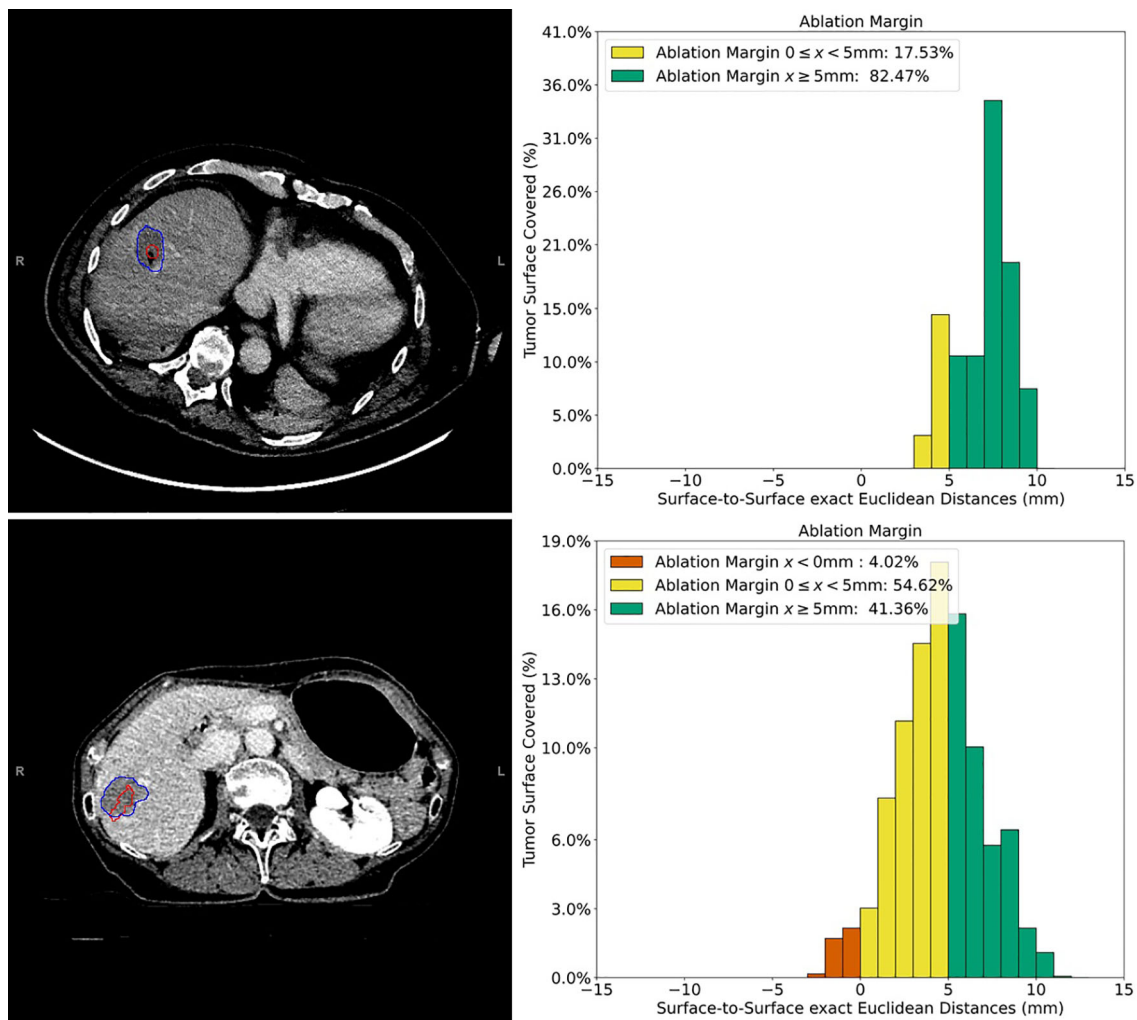 R
L
Ablation Margin
Ablation Margin 0 ≤ x < 5mm: 17.53%
Ablation Margin x ≥ 5mm: 82.47%
Tumor Surface Covered (%)
41.0%
36.0%
31.0%
26.0%
21.0%
15.0%
10.0%
5.0%
0.0%
−15 −10 −5 0 5 10 15
Surface-to-Surface exact Euclidean Distances (mm)
R
L
Ablation Margin
Ablation Margin x < 0mm : 4.02%
Ablation Margin 0 ≤ x < 5mm: 54.62%
Ablation Margin x ≥ 5mm: 41.36%
Tumor Surface Covered (%)
19.0%
16.0%
13.0%
10.0%
6.0%
3.0%
0.0%
−15 −10 −5 0 5 10 15
Surface-to-Surface exact Euclidean Distances (mm)